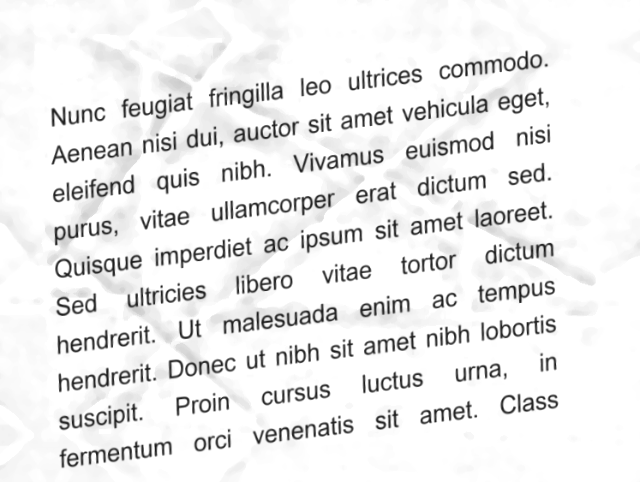 Nunc feugiat fringilla leo ultrices commodo.
Aenean nisi dui, auctor sit amet vehicula eget,
eleifend quis nibh. Vivamus euismod nisi
purus, vitae ullamcorper erat dictum sed.
Quisque imperdiet ac ipsum sit amet laoreet.
Sed ultricies libero vitae tortor dictum
hendrerit. Ut malesuada enim ac tempus
hendrerit. Donec ut nibh sit amet nibh lobortis
suscipit. Proin cursus luctus urna, in
fermentum orci venenatis sit amet. Class